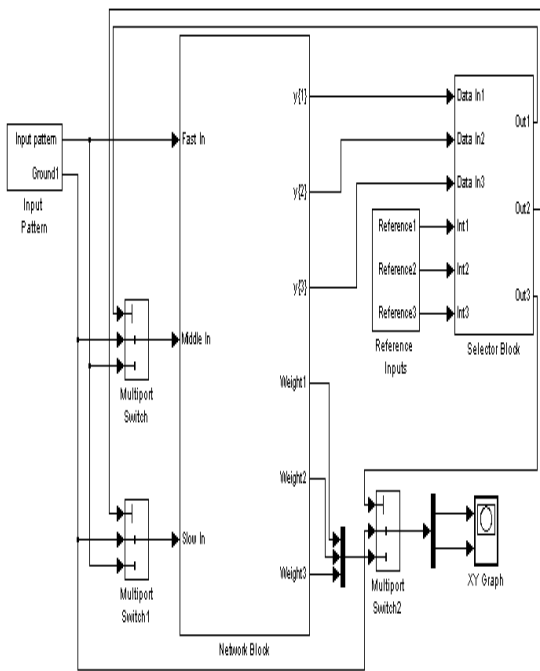 Input pattern
Ground1
Input
Pattern
Fast In
Middle In
Slow In
y{1}
y{2}
y{3}
Weight1
Weight2
Weight3
Network Block
Multiport
Switch
Multiport
Switch1
Reference1
Reference2
Reference3
Reference
Inputs
Data In1
Data In2
Data In3
Int1
Int2
Int3
Out1
Out2
Out3
Selector Block
Multiport
Switch2
XY Graph